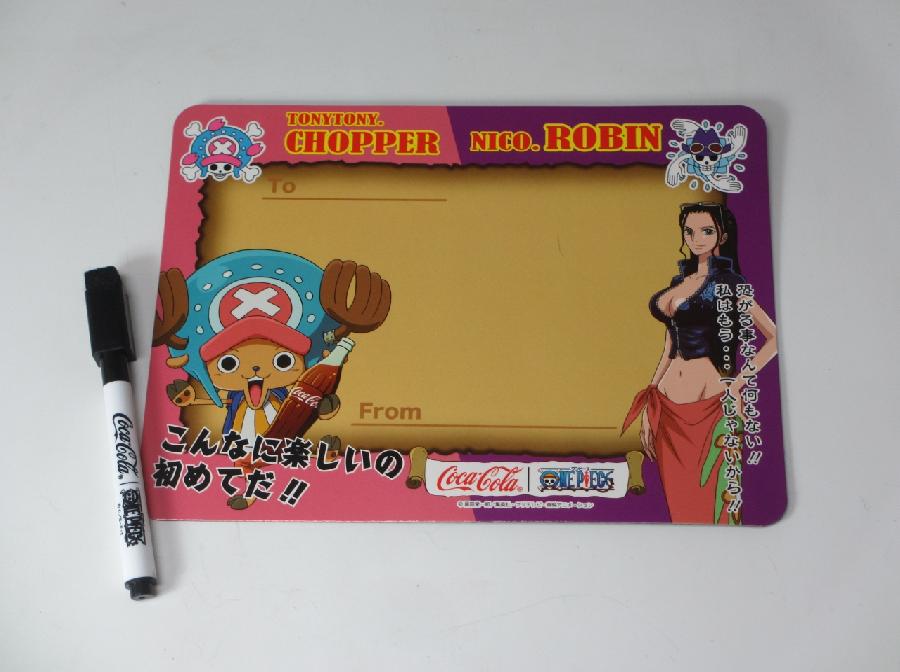 TONYTONY.
CHOPPER
NICO. ROBIN
To
From
恐がる事なんて何もない!!
私はもう・・・一人じゃないから!!
こんなに楽しいの
初めてだ!!
Coca-Cola
ONE PIECE
Coca-Cola
Coca-Cola
ONE PIECE